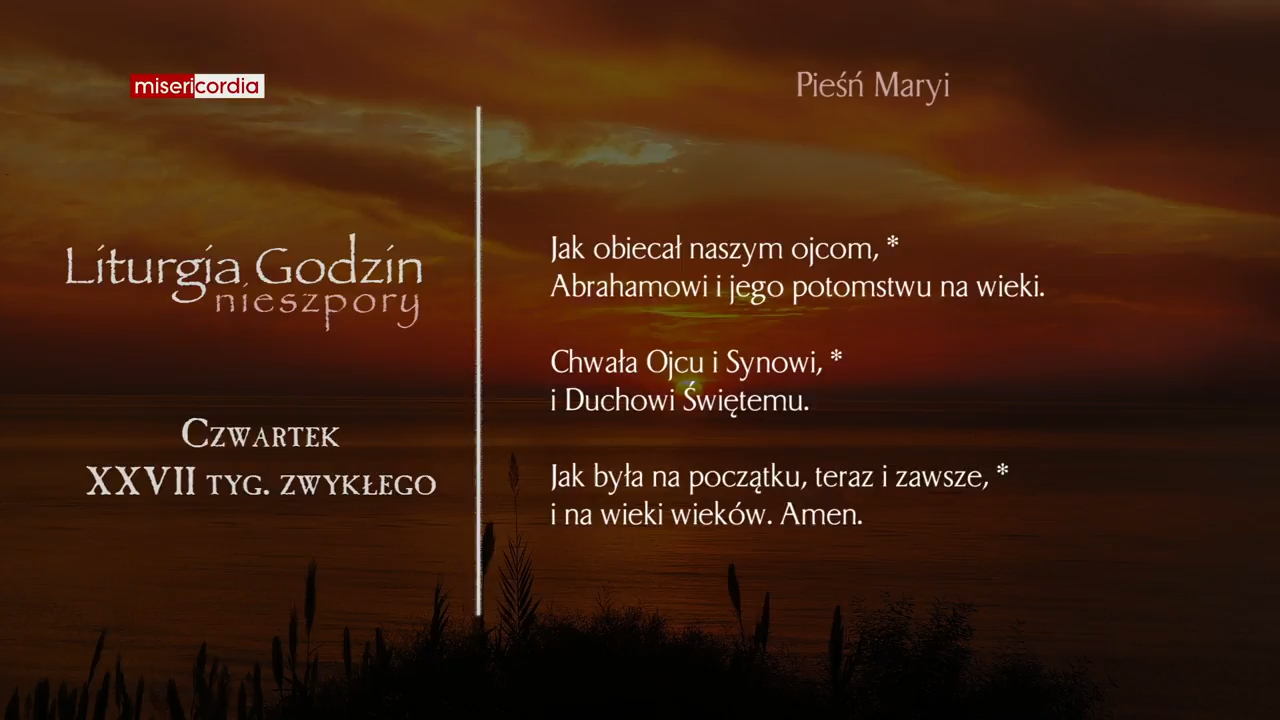 misericordia
Pieśń Maryi
Liturgia Godzin
nieszpory
Czwartek
XXVII tyg. zwykłego
Jak obiecał naszym ojcom, *
Abrahamowi i jego potomstwu na wieki.
Chwała Ojcu i Synowi, *
i Duchowi Świętemu.
Jak była na początku, teraz i zawsze, *
i na wieki wieków. Amen.